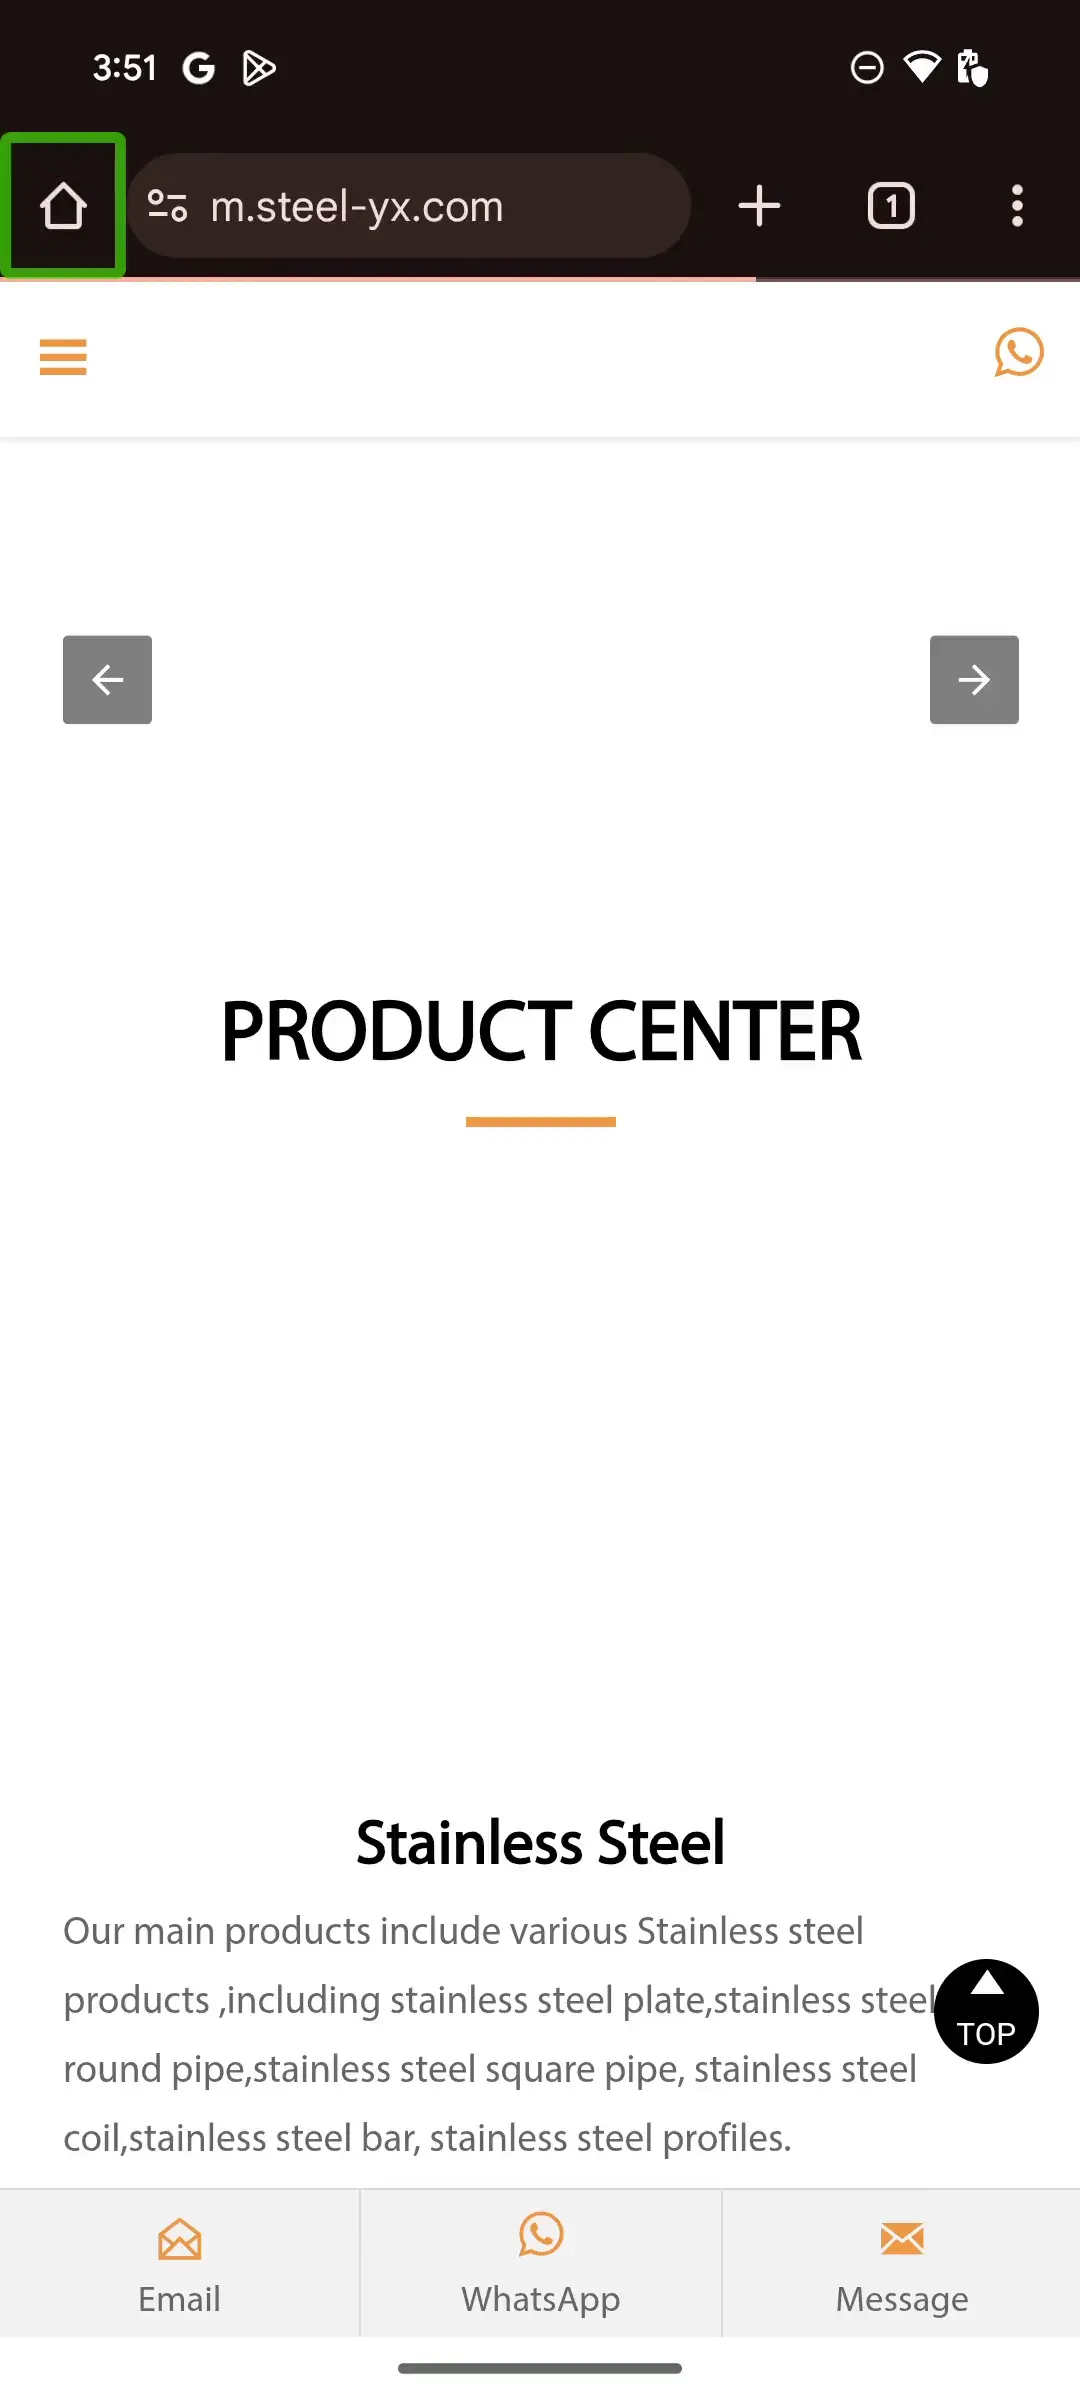 3:51
m.steel-yx.com
1
PRODUCT CENTER
Stainless Steel
Our main products include various Stainless steel
products ,including stainless steel plate,stainless steel
round pipe,stainless steel square pipe, stainless steel
coil,stainless steel bar, stainless steel profiles.
TOP
Email
WhatsApp
Message